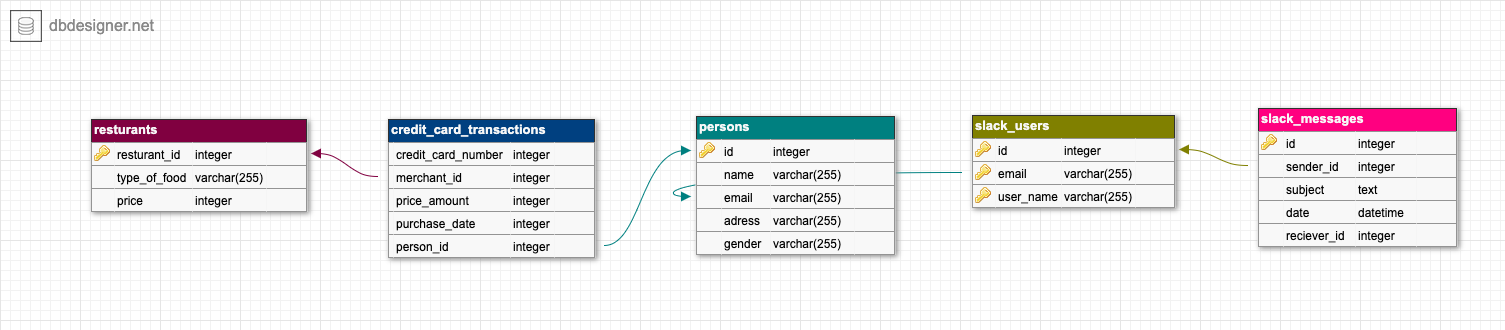 dbdesigner.net
resturants
resturant_id integer
type_of_food varchar(255)
price integer
credit_card_transactions
credit_card_number integer
merchant_id integer
price_amount integer
purchase_date integer
person_id integer
persons
id integer
name varchar(255)
email varchar(255)
adress varchar(255)
gender varchar(255)
slack_users
id integer
email varchar(255)
user_name varchar(255)
slack_messages
id integer
sender_id integer
subject text
date datetime
reciever_id integer